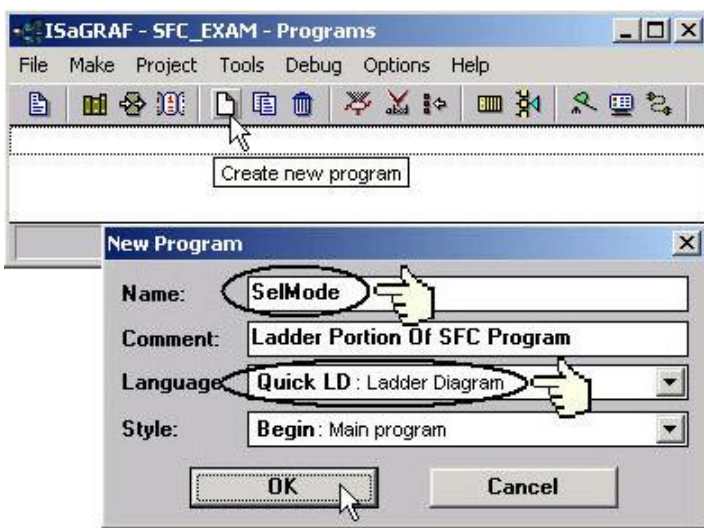 ISaGRAF - SFC_EXAM - Programs
File Make Project Tools Debug Options Help
Create new program
New Program
Name: SelMode
Comment: Ladder Portion Of SFC Program
Language Quick LD : Ladder Diagram
Style: Begin : Main program
OK Cancel